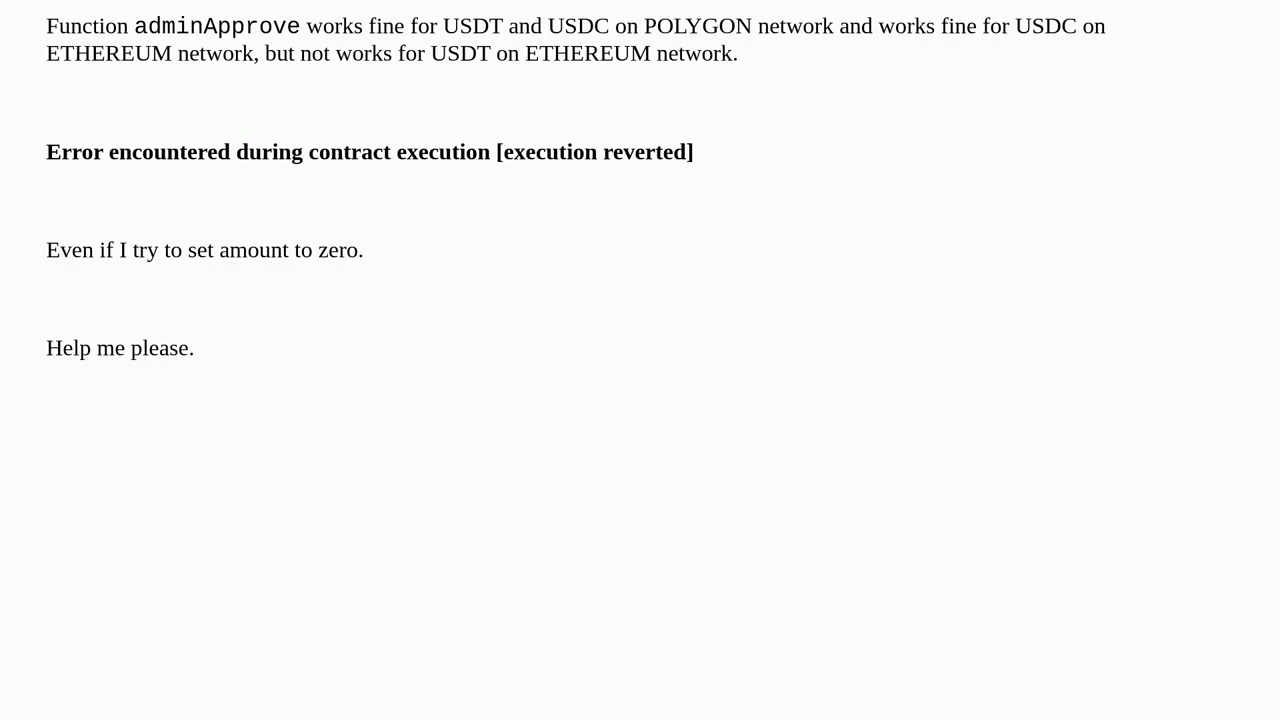 Function adminApprove works fine for USDT and USDC on POLYGON network and works fine for USDC on
ETHEREUM network, but not works for USDT on ETHEREUM network.
Error encountered during contract execution [execution reverted]
Even if I try to set amount to zero.
Help me please.